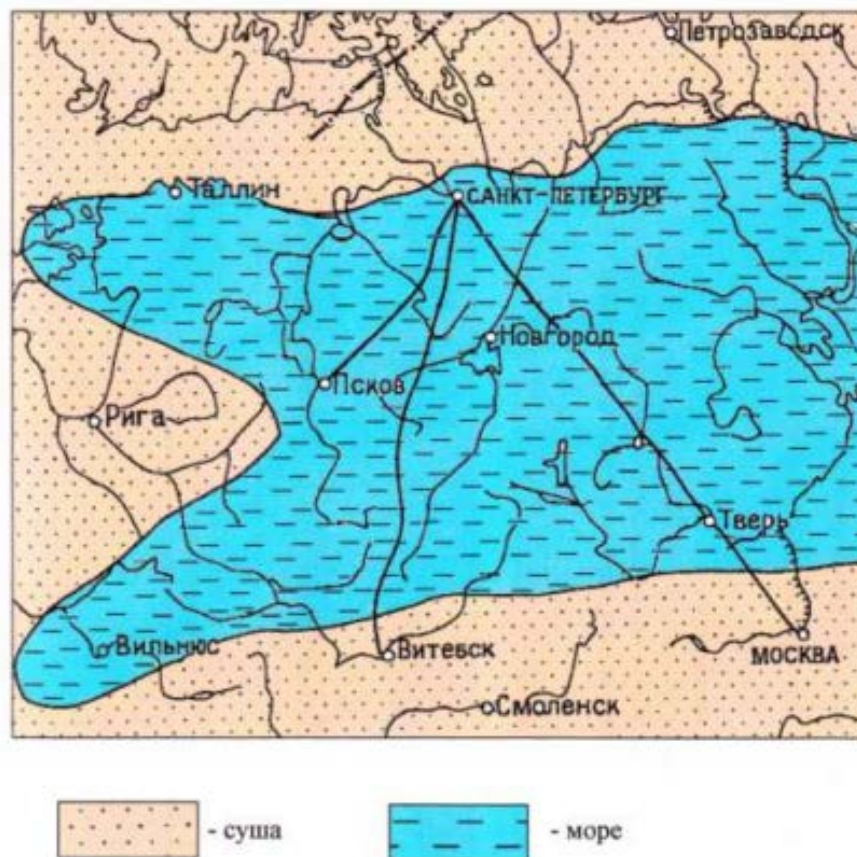 Петрозаводск
Таллин
САНКТ-ПЕТЕРБУРГ
Новгород
Псков
Рига
Тверь
Вильнюс
Витебск
МОСКВА
Смоленск
- суша
- море